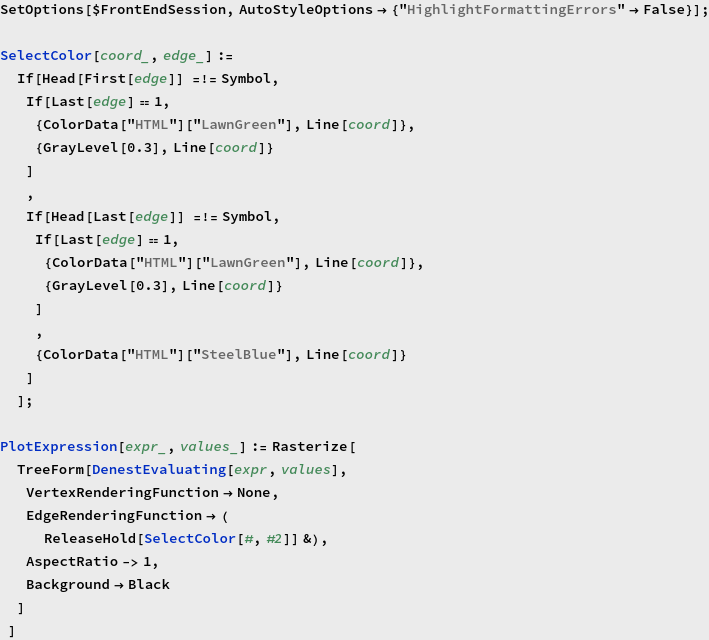 SetOptions[$FrontEndSession, AutoStyleOptions → {"HighlightFormattingErrors" → False}];
SelectColor[coord_, edge_] :=
If[Head[First[edge]] =!= Symbol,
If[Last[edge] == 1,
{ColorData["HTML"]["LawnGreen"], Line[coord]},
{GrayLevel[0.3], Line[coord]}
]
,
If[Head[Last[edge]] =!= Symbol,
If[Last[edge] == 1,
{ColorData["HTML"]["LawnGreen"], Line[coord]},
{GrayLevel[0.3], Line[coord]}
]
,
{ColorData["HTML"]["SteelBlue"], Line[coord]}
]
];
PlotExpression[expr_, values_] := Rasterize[
TreeForm[DenestEvaluating[expr, values],
VertexRenderingFunction → None,
EdgeRenderingFunction → (
ReleaseHold[SelectColor[#, #2]] &),
AspectRatio -> 1,
Background → Black
]
]